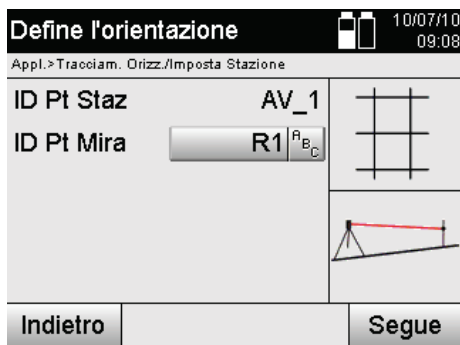 Define l'orientazione
10/07/10
09:08
Appl.>Tracciam. Orizz./Imposta Stazione
ID Pt Staz AV_1
ID Pt Mira R1 ABC
Indietro Segue